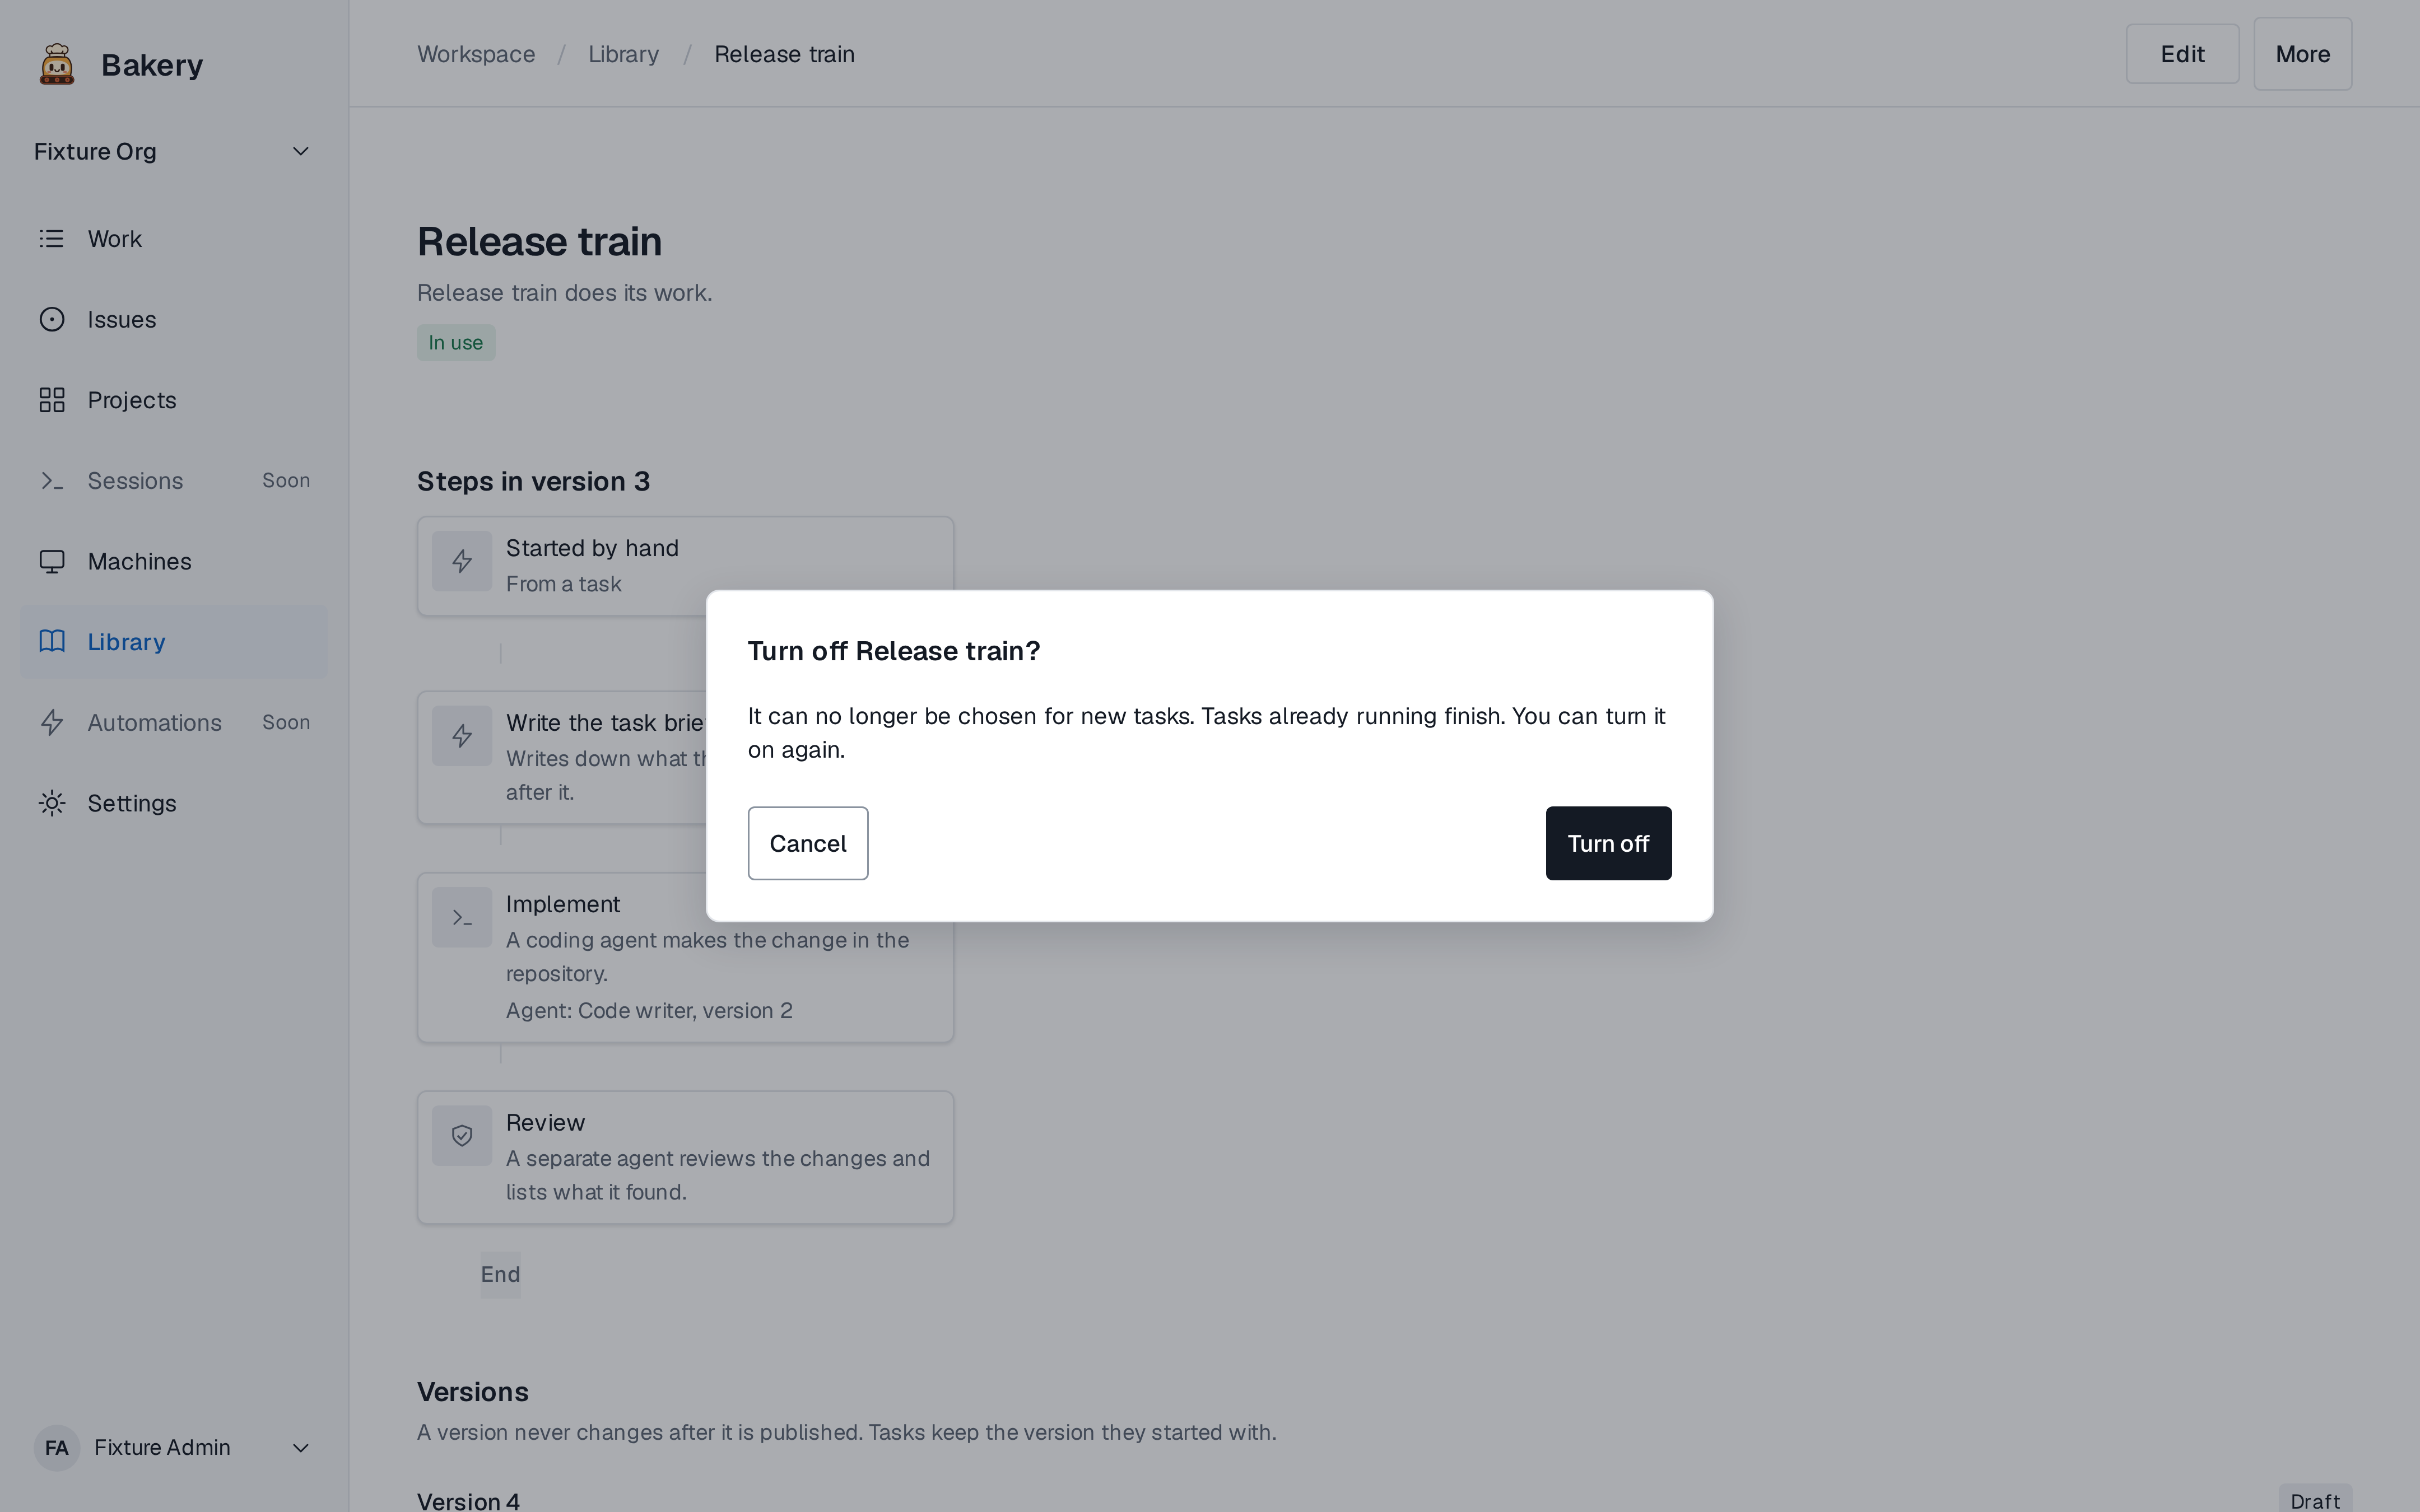 Bakery
Fixture Org
Work
Issues
Projects
Sessions Soon
Machines
Library
Automations Soon
Settings
FA Fixture Admin
Workspace / Library / Release train
Edit More
Release train
Release train does its work.
In use
Steps in version 3
Started by hand
From a task
Write the task brie
Writes down what th
after it.
Implement
A coding agent makes the change in the
repository.
Agent: Code writer, version 2
Review
A separate agent reviews the changes and
lists what it found.
End
Versions
A version never changes after it is published. Tasks keep the version they started with.
Version 4 Draft
Turn off Release train?
It can no longer be chosen for new tasks. Tasks already running finish. You can turn it
on again.
Cancel Turn off